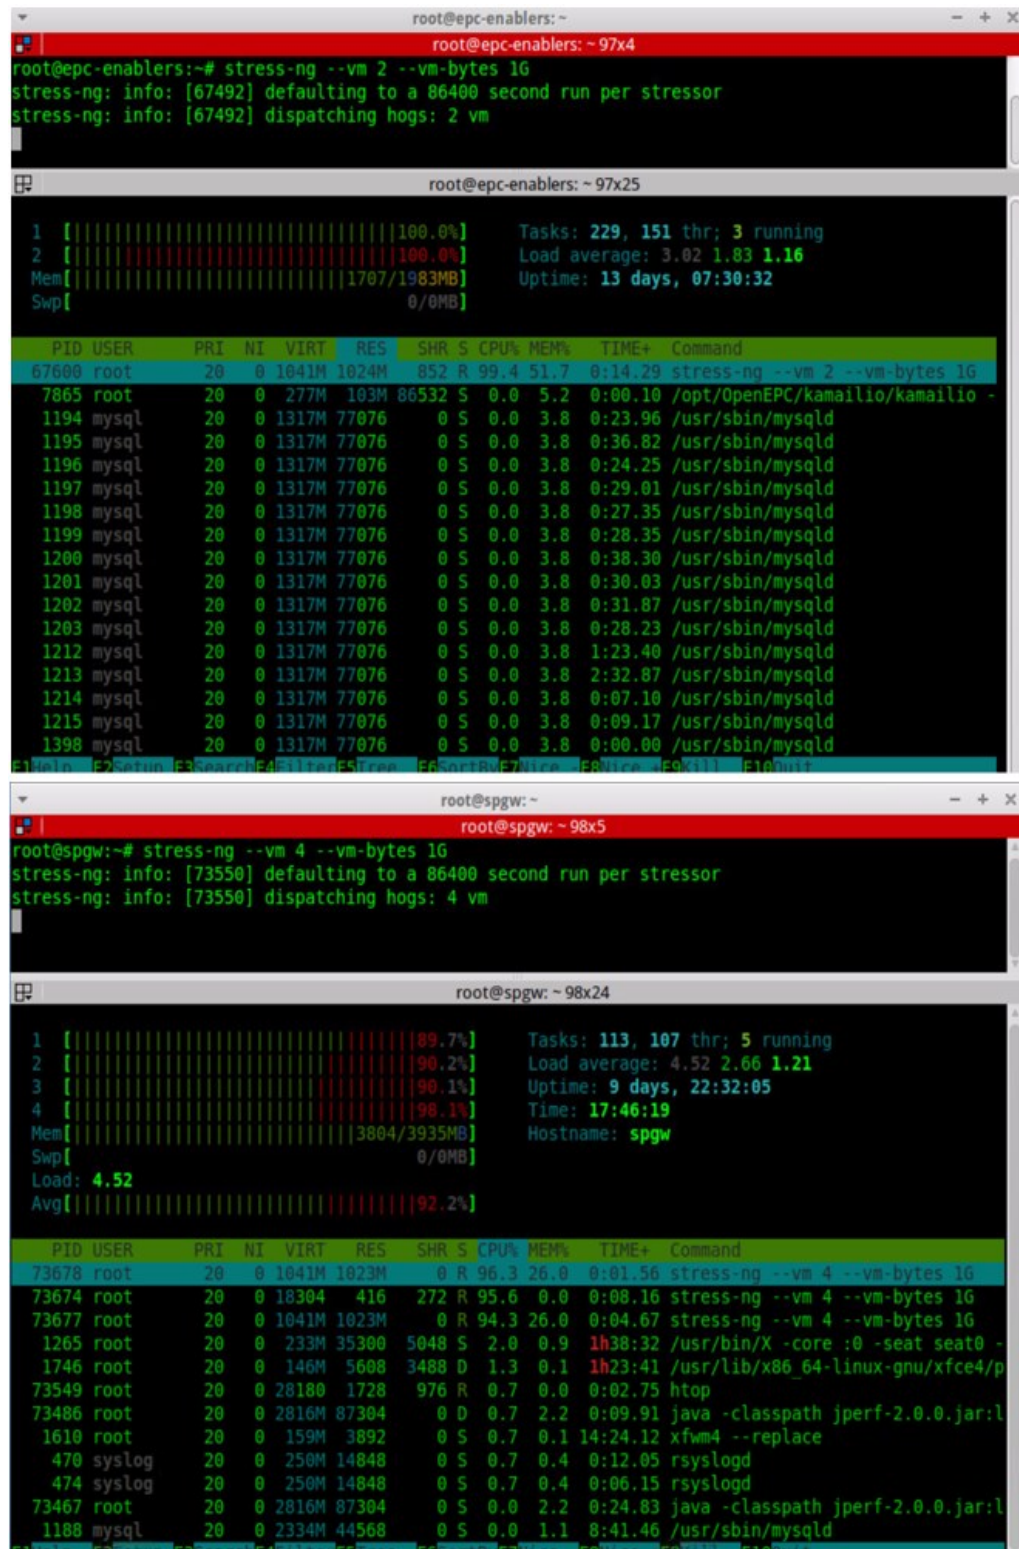 root@epc-enablers: ~
root@epc-enablers: ~ 97x4
root@epc-enablers:~# stress-ng --vm 2 --vm-bytes 1G
stress-ng: info: [67492] defaulting to a 86400 second run per stressor
stress-ng: info: [67492] dispatching hogs: 2 vm
root@epc-enablers: ~ 97x25
1 [100.0%] Tasks: 229, 151 thr; 3 running
2 [100.0%] Load average: 3.02 1.83 1.16
Mem[1707/1983MB] Uptime: 13 days, 07:30:32
Swp[0/0MB]
PID USER PRI NI VIRT RES SHR S CPU% MEM% TIME+ Command
67600 root 20 0 1041M 1024M 852 R 99.4 51.7 0:14.29 stress-ng --vm 2 --vm-bytes 1G
7865 root 20 0 277M 103M 86532 S 0.0 5.2 0:00.10 /opt/OpenEPC/kamailio/kamailio -
1194 mysql 20 0 1317M 77076 0 S 0.0 3.8 0:23.96 /usr/sbin/mysqld
1195 mysql 20 0 1317M 77076 0 S 0.0 3.8 0:36.82 /usr/sbin/mysqld
1196 mysql 20 0 1317M 77076 0 S 0.0 3.8 0:24.25 /usr/sbin/mysqld
1197 mysql 20 0 1317M 77076 0 S 0.0 3.8 0:29.01 /usr/sbin/mysqld
1198 mysql 20 0 1317M 77076 0 S 0.0 3.8 0:27.35 /usr/sbin/mysqld
1199 mysql 20 0 1317M 77076 0 S 0.0 3.8 0:28.35 /usr/sbin/mysqld
1200 mysql 20 0 1317M 77076 0 S 0.0 3.8 0:38.30 /usr/sbin/mysqld
1201 mysql 20 0 1317M 77076 0 S 0.0 3.8 0:30.03 /usr/sbin/mysqld
1202 mysql 20 0 1317M 77076 0 S 0.0 3.8 0:31.87 /usr/sbin/mysqld
1203 mysql 20 0 1317M 77076 0 S 0.0 3.8 0:28.23 /usr/sbin/mysqld
1212 mysql 20 0 1317M 77076 0 S 0.0 3.8 1:23.40 /usr/sbin/mysqld
1213 mysql 20 0 1317M 77076 0 S 0.0 3.8 2:32.87 /usr/sbin/mysqld
1214 mysql 20 0 1317M 77076 0 S 0.0 3.8 0:07.10 /usr/sbin/mysqld
1215 mysql 20 0 1317M 77076 0 S 0.0 3.8 0:09.17 /usr/sbin/mysqld
1398 mysql 20 0 1317M 77076 0 S 0.0 3.8 0:00.00 /usr/sbin/mysqld
F1Help F2Setup F3SearchF4FilterF5Tree F6SortByF7Nice -F8Nice +F9Kill F10Quit
root@spgw: ~
root@spgw: ~ 98x5
root@spgw:~# stress-ng --vm 4 --vm-bytes 1G
stress-ng: info: [73550] defaulting to a 86400 second run per stressor
stress-ng: info: [73550] dispatching hogs: 4 vm
root@spgw: ~ 98x24
1 [89.7%] Tasks: 113, 107 thr; 5 running
2 [90.2%] Load average: 4.52 2.66 1.21
3 [90.1%] Uptime: 9 days, 22:32:05
4 [98.1%] Time: 17:46:19
Mem[3804/3935MB] Hostname: spgw
Swp[0/0MB]
Load: 4.52
Avg[92.2%]
PID USER PRI NI VIRT RES SHR S CPU% MEM% TIME+ Command
73678 root 20 0 1041M 1023M 0 R 96.3 26.0 0:01.56 stress-ng --vm 4 --vm-bytes 1G
73674 root 20 0 18304 416 272 R 95.6 0.0 0:08.16 stress-ng --vm 4 --vm-bytes 1G
73677 root 20 0 1041M 1023M 0 R 94.3 26.0 0:04.67 stress-ng --vm 4 --vm-bytes 1G
1265 root 20 0 233M 35300 5048 S 2.0 0.9 1h38:32 /usr/bin/X -core :0 -seat seat0 -
1746 root 20 0 146M 5608 3488 D 1.3 0.1 1h23:41 /usr/lib/x86_64-linux-gnu/xfce4/p
73549 root 20 0 28180 1728 976 R 0.7 0.0 0:02.75 htop
73486 root 20 0 2816M 87304 0 D 0.7 2.2 0:09.91 java -classpath jperf-2.0.0.jar:l
1610 root 20 0 159M 3892 0 S 0.7 0.1 14:24.12 xfwm4 --replace
470 syslog 20 0 250M 14848 0 S 0.7 0.4 0:12.05 rsyslogd
474 syslog 20 0 250M 14848 0 S 0.7 0.4 0:06.15 rsyslogd
73467 root 20 0 2816M 87304 0 S 0.0 2.2 0:24.83 java -classpath jperf-2.0.0.jar:l
1188 mysql 20 0 2334M 44568 0 S 0.0 1.1 8:41.46 /usr/sbin/mysqld